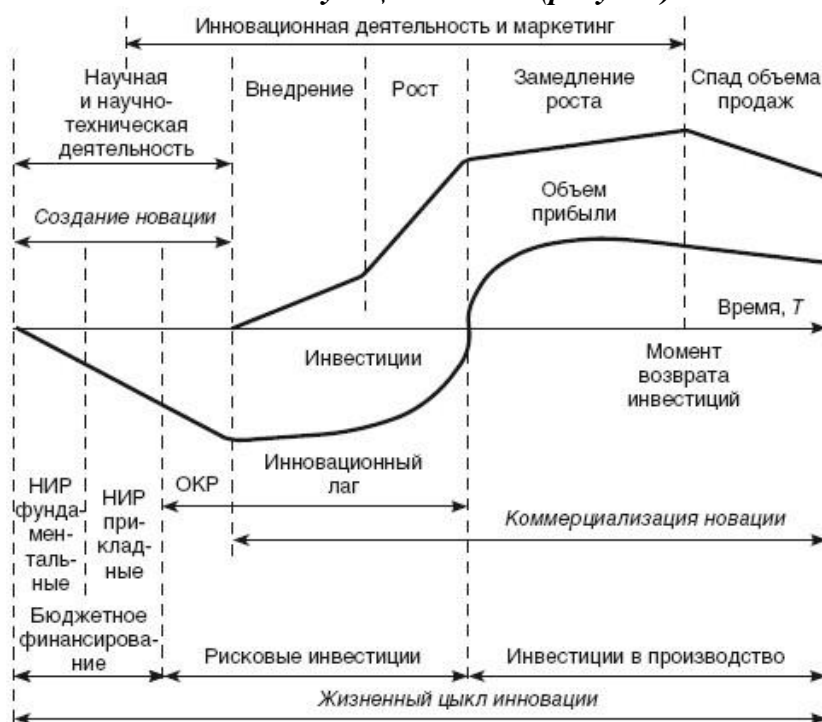 Инновационная деятельность и маркетинг
Научная
и научно-
техническая
деятельность
Внедрение
Рост
Замедление
роста
Спад объема
продаж
Создание новации
Объем
прибыли
Время, T
Инвестиции
Момент
возврата
инвестиций
НИР
фунда-
мен-
таль-
ные
НИР
при-
клад-
ные
ОКР
Инновационный
лаг
Коммерциализация новации
Бюджетное
финансирова-
ние
Рисковые инвестиции
Инвестиции в производство
Жизненный цикл инновации